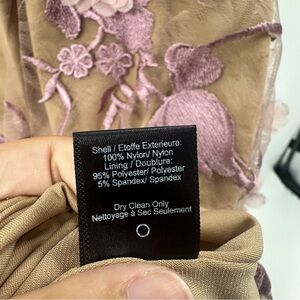 Shell / Etoffe Exterieure:
100% Nylon/ Nylon
Lining / Doublure:
95% Polyester/ Polyester
5% Spandex/ Spandex
Dry Clean Only
Nettoyage à Sec Seulement